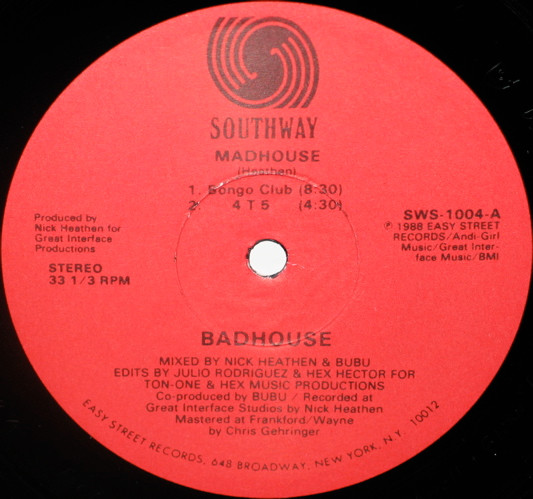 SOUTHWAY
MADHOUSE
(Heathen)
1. Bongo Club (8:30)
2. 4 T 5 (4:30)
Produced by
Nick Heathen for
Great Interface
Productions
STEREO
33 1/3 RPM
SWS-1004-A
℗ 1988 EASY STREET
RECORDS/Andi-Girl
Music/Great Inter-
face Music/BMI
BADHOUSE
MIXED BY NICK HEATHEN & BUBU
EDITS BY JULIO RODRIGUEZ & HEX HECTOR FOR
TON-ONE & HEX MUSIC PRODUCTIONS
Co-produced by BUBU / Recorded at
Great Interface Studios by Nick Heathen
Mastered at Frankford/Wayne
by Chris Gehringer
EASY STREET RECORDS, 648 BROADWAY, NEW YORK, N.Y. 10012